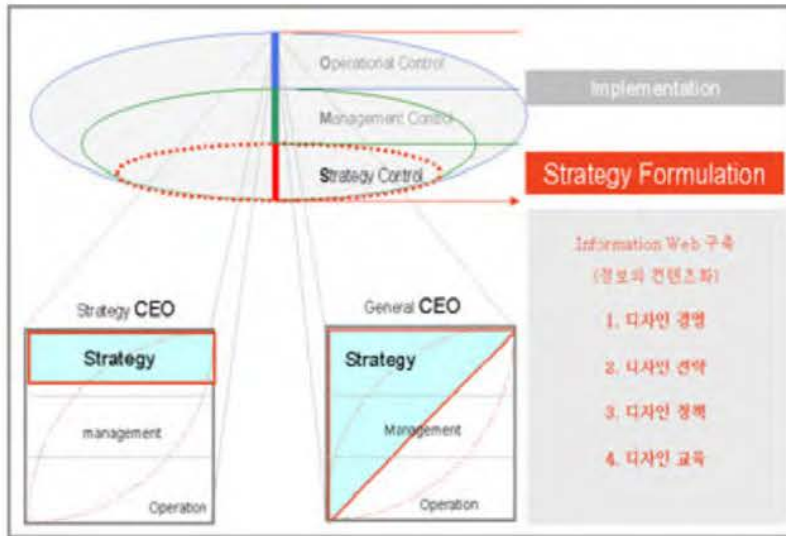 Operational Control
Management Control
Strategy Control
Implementation
Strategy Formulation
Information Web 구축
(정보의 컨텐츠화)
1. 디자인 경영
2. 디자인 전략
3. 디자인 정책
4. 디자인 교육
Strategy CEO
Strategy
management
Operation
General CEO
Strategy
Management
Operation